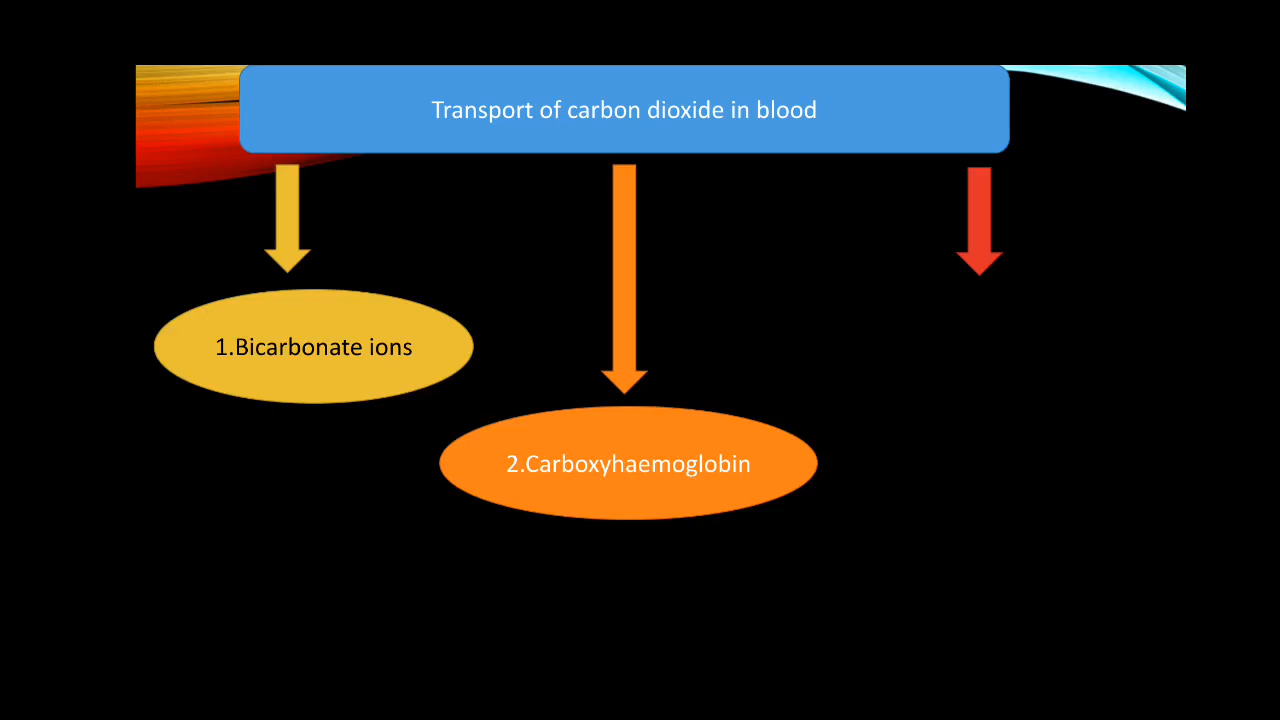 Transport of carbon dioxide in blood
1.Bicarbonate ions
2.Carboxyhaemoglobin